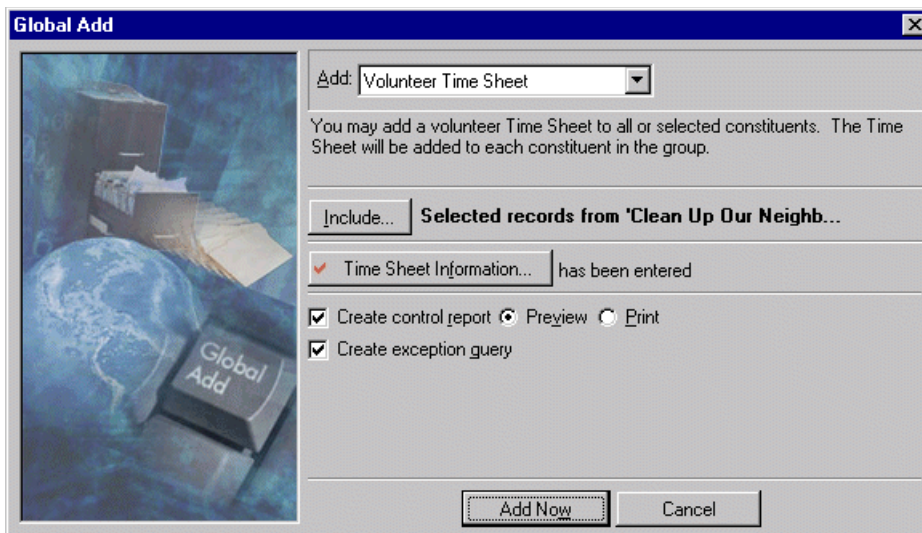 Global Add
Add: Volunteer Time Sheet
You may add a volunteer Time Sheet to all or selected constituents. The Time
Sheet will be added to each constituent in the group.
Include... Selected records from 'Clean Up Our Neighb...
Time Sheet Information... has been entered
Create control report Preview Print
Create exception query
Global
Add
Add Now Cancel